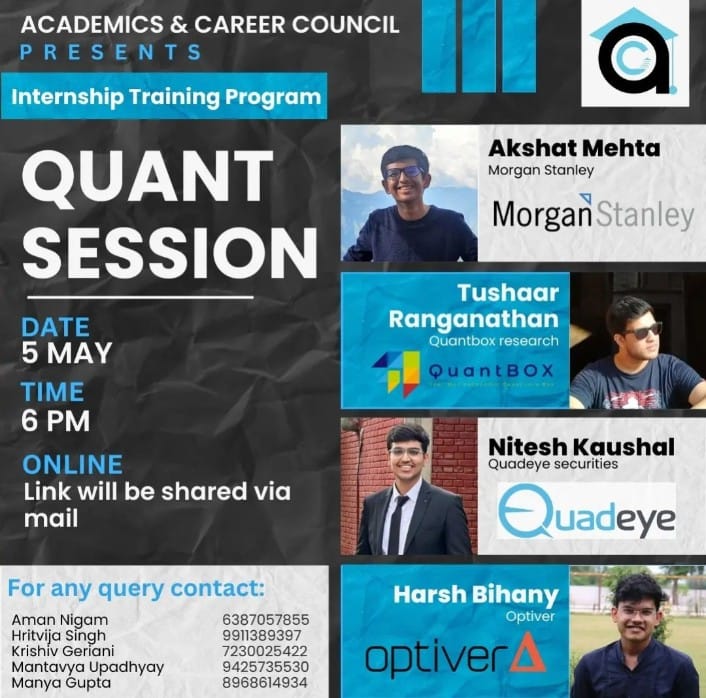 ACADEMICS & CAREER COUNCIL
PRESENTS
Internship Training Program
QUANT
SESSION
DATE
5 MAY
TIME
6 PM
ONLINE
Link will be shared via
mail
For any query contact:
Aman Nigam 6387057855
Hritvija Singh 9911389397
Krishiv Geriani 7230025422
Mantavya Upadhyay 9425735530
Manya Gupta 8968614934
Akshat Mehta
Morgan Stanley
Morgan Stanley
Tushaar
Ranganathan
Quantbox research
QuantBOX
Nitesh Kaushal
Quadeye securities
Quadeye
Harsh Bihany
Optiver
optiver